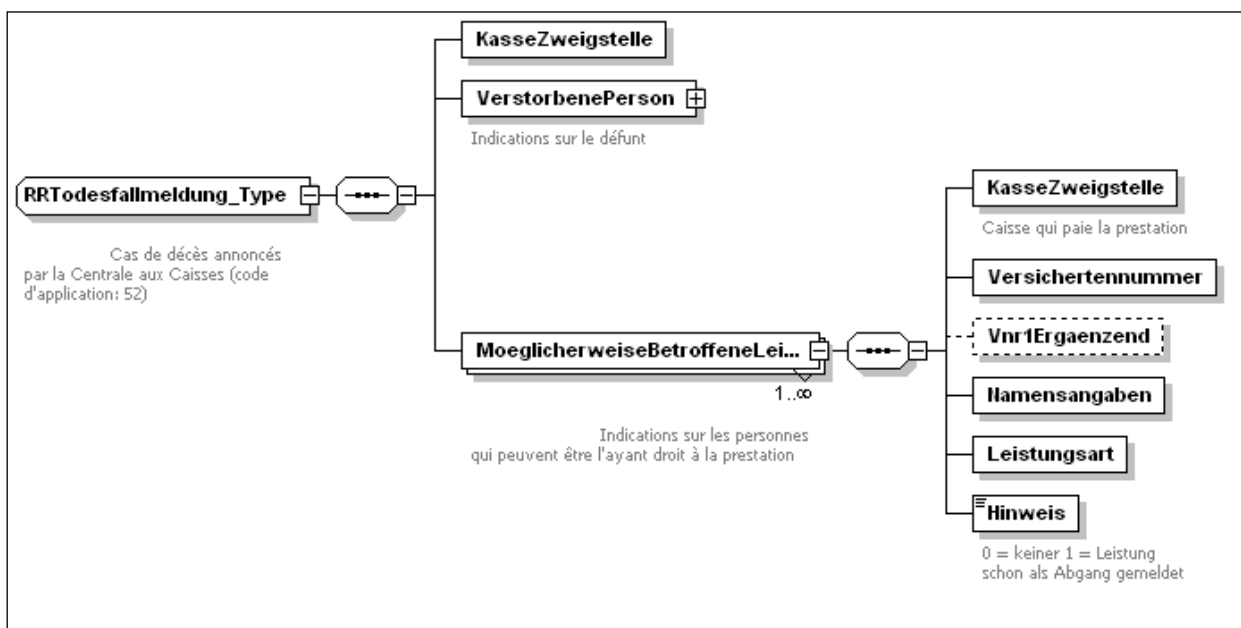 KasseZweigstelle
VerstorbenePerson
Indications sur le défunt
RRTodesfallmeldung_Type
Cas de décès annoncés
par la Centrale aux Caisses (code
d'application: 52)
MoeglicherweiseBetroffeneLei...
1..∞
Indications sur les personnes
qui peuvent être l'ayant droit à la prestation
KasseZweigstelle
Caisse qui paie la prestation
Versichertennummer
Vnr1Ergaenzend
Namensangaben
Leistungsart
Hinweis
0 = keiner 1 = Leistung
schon als Abgang gemeldet